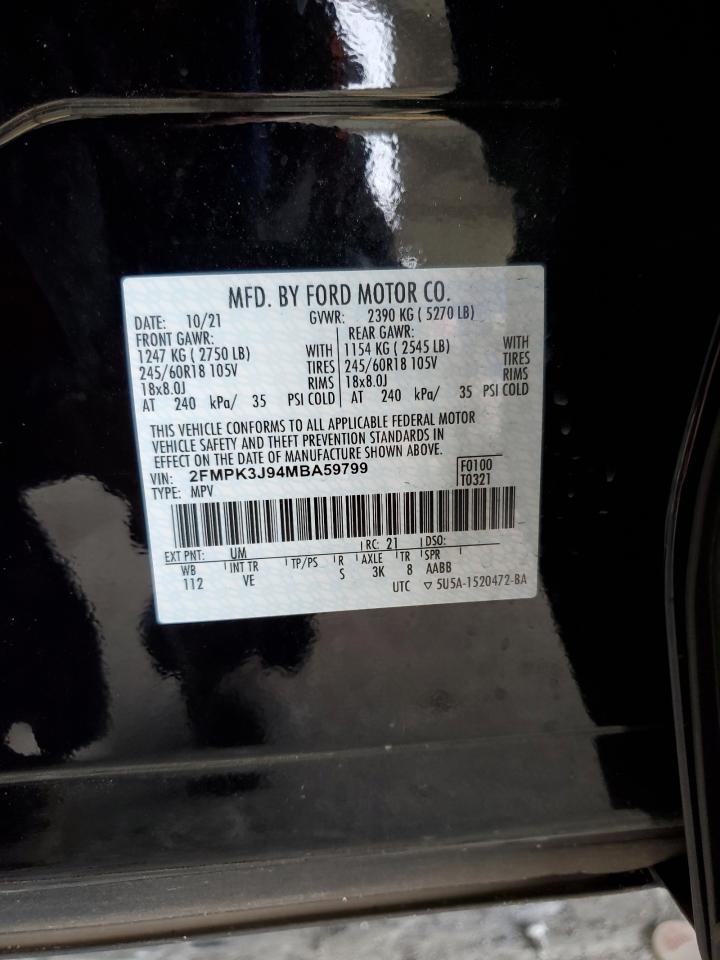 MFD. BY FORD MOTOR CO.
DATE: 10/21 GVWR: 2390 KG ( 5270 LB)
FRONT GAWR: REAR GAWR:
1247 KG ( 2750 LB) WITH 1154 KG ( 2545 LB) WITH
245/60R18 105V TIRES 245/60R18 105V TIRES
18x8.0J RIMS 18x8.0J RIMS
AT 240 kPa/ 35 PSI COLD AT 240 kPa/ 35 PSI COLD
THIS VEHICLE CONFORMS TO ALL APPLICABLE FEDERAL MOTOR
VEHICLE SAFETY AND THEFT PREVENTION STANDARDS IN
EFFECT ON THE DATE OF MANUFACTURE SHOWN ABOVE.
VIN: 2FMPK3J94MBA59799 F0100
TYPE: MPV T0321
EXT PNT: UM RC: 21 DSO:
WB INT TR TP/PS R AXLE TR SPR
112 VE S 3K 8 AABB
UTC ▽ 5U5A-1520472-BA